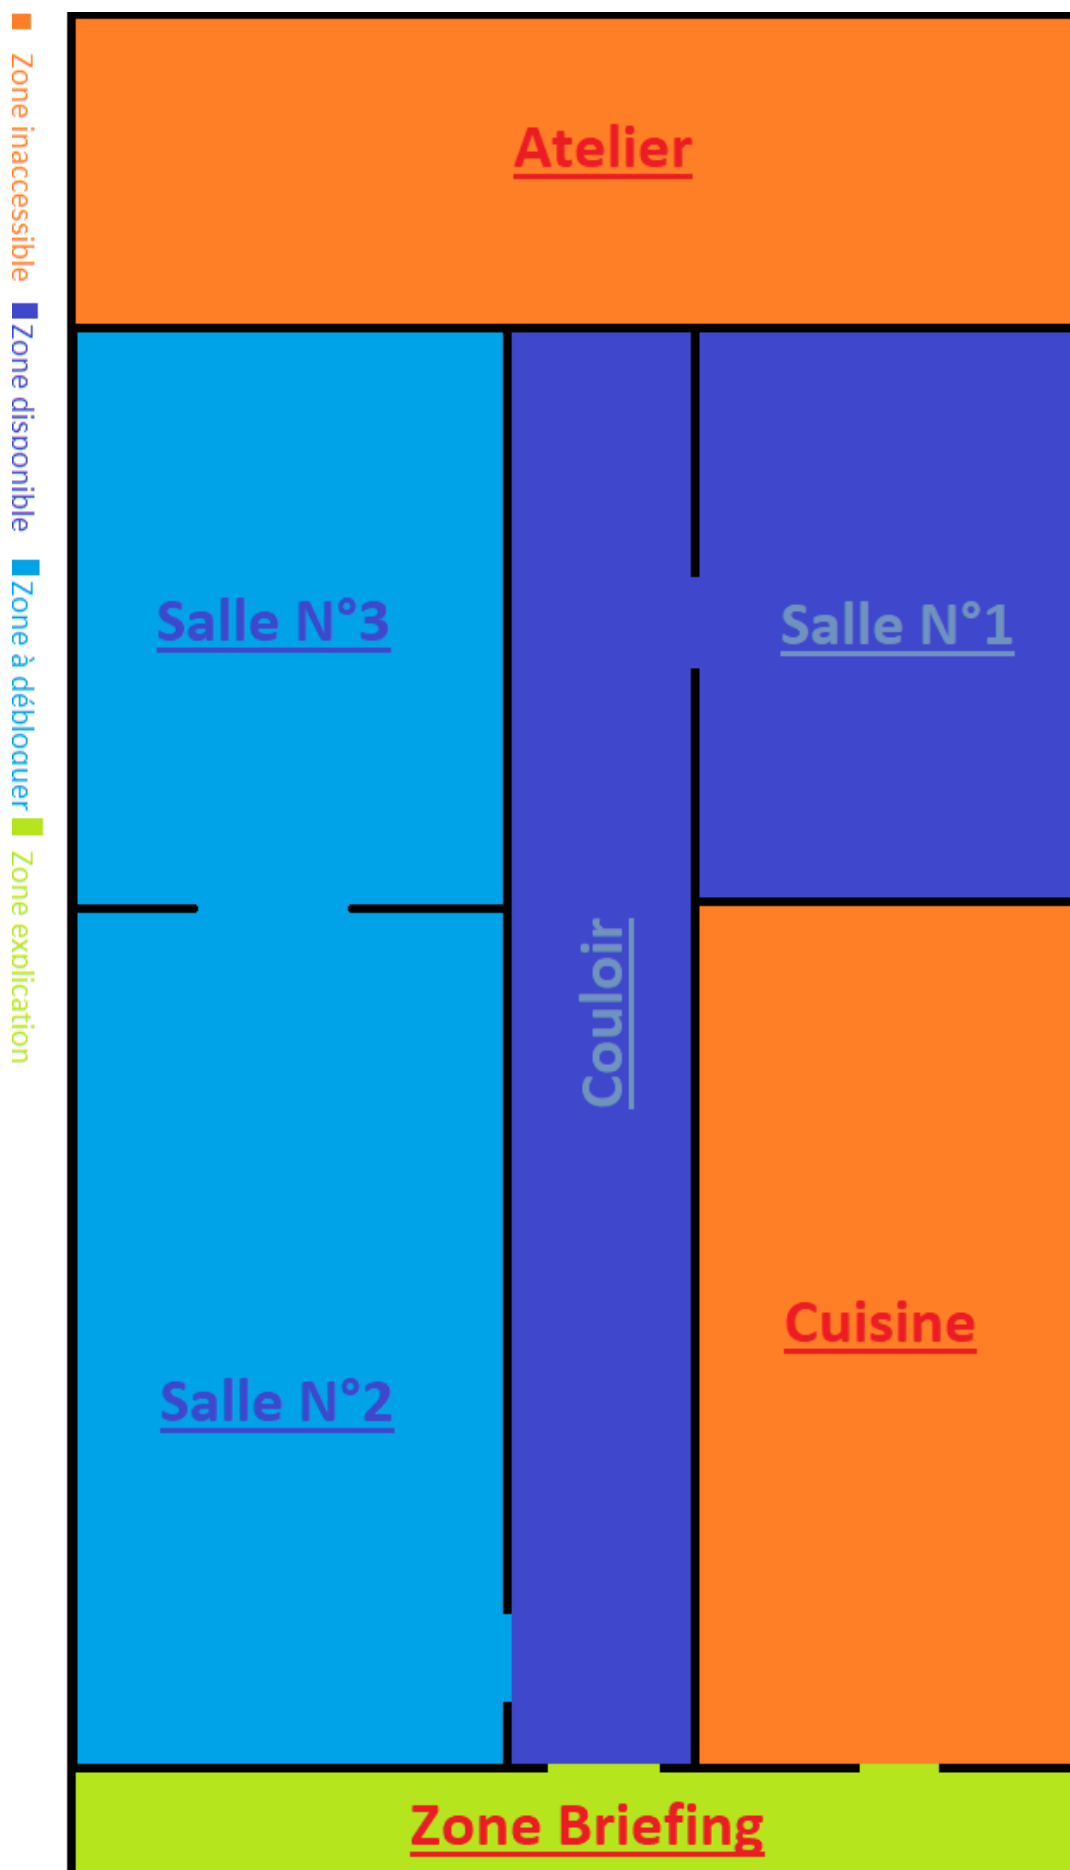 Zone inaccessible
Zone disponible
Zone à débloquer
Zone explication
Atelier
Salle N°3
Salle N°1
Couloir
Cuisine
Salle N°2
Zone Briefing